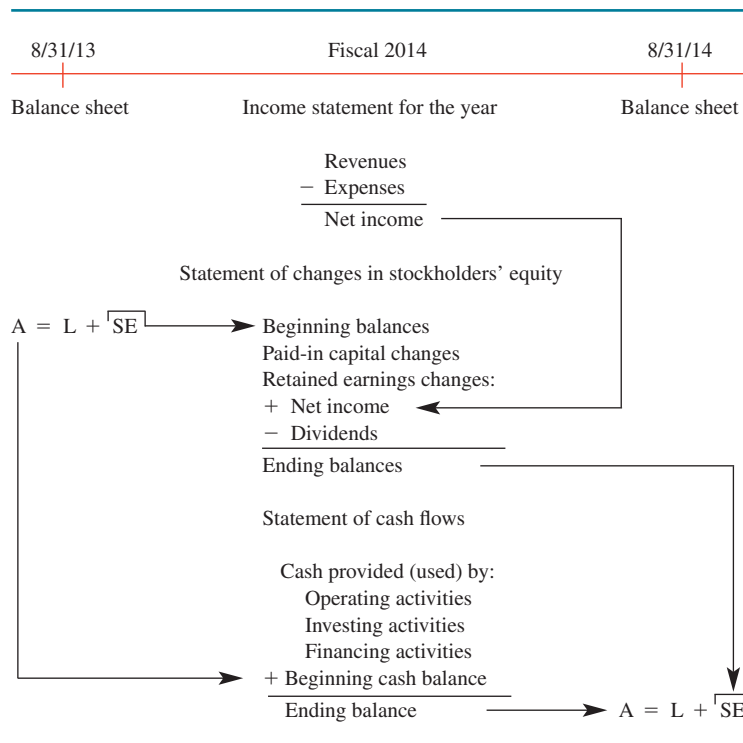 8/31/13 Fiscal 2014 8/31/14
Balance sheet Income statement for the year Balance sheet
Revenues
− Expenses
Net income
Statement of changes in stockholders’ equity
A = L + SE Beginning balances
Paid-in capital changes
Retained earnings changes:
+ Net income
− Dividends
Ending balances
Statement of cash flows
Cash provided (used) by:
Operating activities
Investing activities
Financing activities
+ Beginning cash balance
Ending balance A = L + SE